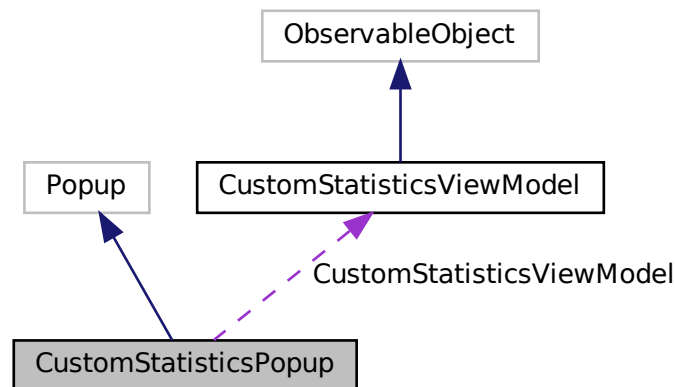 ObservableObject
Popup
CustomStatisticsViewModel
CustomStatisticsViewModel
CustomStatisticsPopup